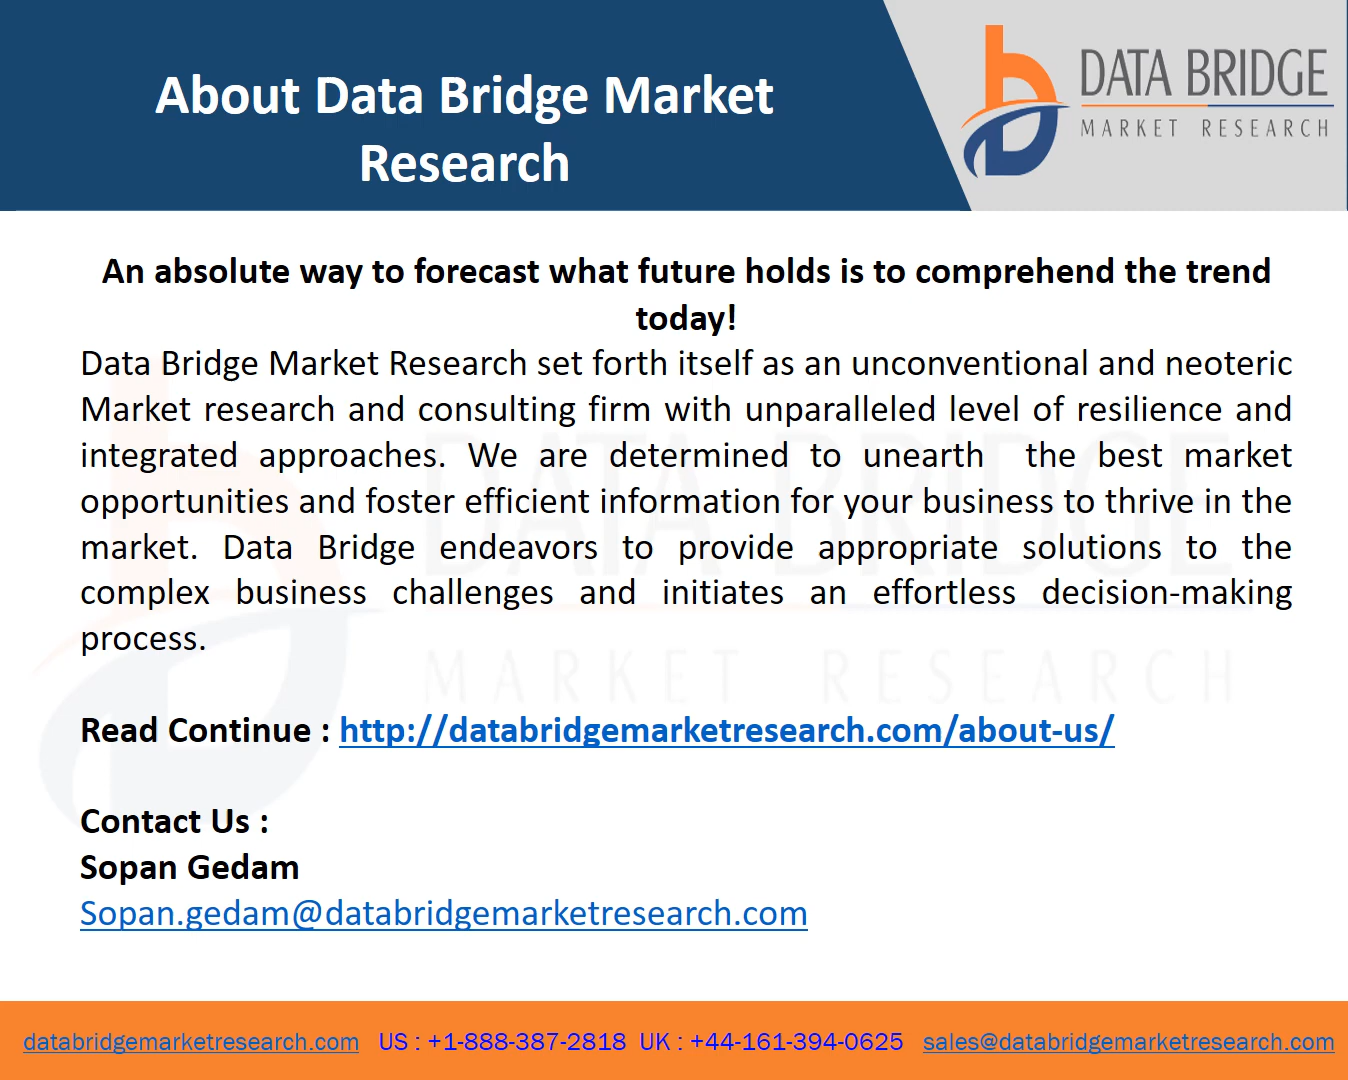 About Data Bridge Market
Research
DATA BRIDGE
MARKET RESEARCH
An absolute way to forecast what future holds is to comprehend the trend
today!
Data Bridge Market Research set forth itself as an unconventional and neoteric
Market research and consulting firm with unparalleled level of resilience and
integrated approaches. We are determined to unearth the best market
opportunities and foster efficient information for your business to thrive in the
market. Data Bridge endeavors to provide appropriate solutions to the
complex business challenges and initiates an effortless decision-making
process.
DATA BRIDGE
MARKET RESEARCH
Read Continue : http://databridgemarketresearch.com/about-us/
Contact Us :
Sopan Gedam
Sopan.gedam@databridgemarketresearch.com
databridgemarketresearch.com US : +1-888-387-2818 UK : +44-161-394-0625 sales@databridgemarketresearch.com